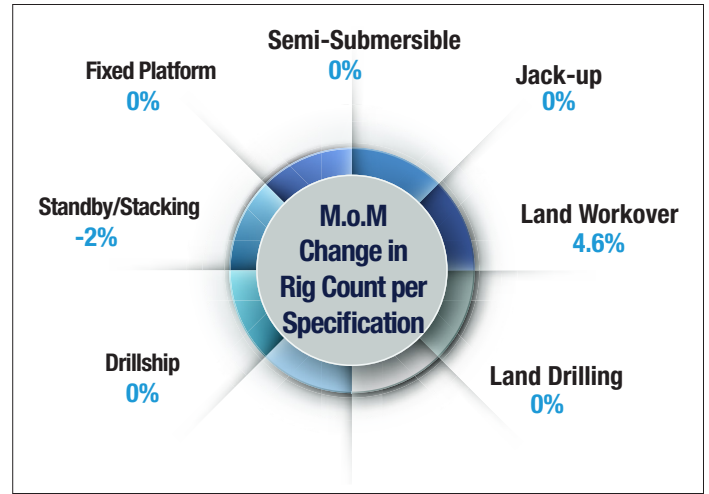 Semi-Submersible
0%
Fixed Platform
0%
Jack-up
0%
Standby/Stacking
-2%
M.o.M
Change in
Rig Count per
Specification
Land Workover
4.6%
Drillship
0%
Land Drilling
0%